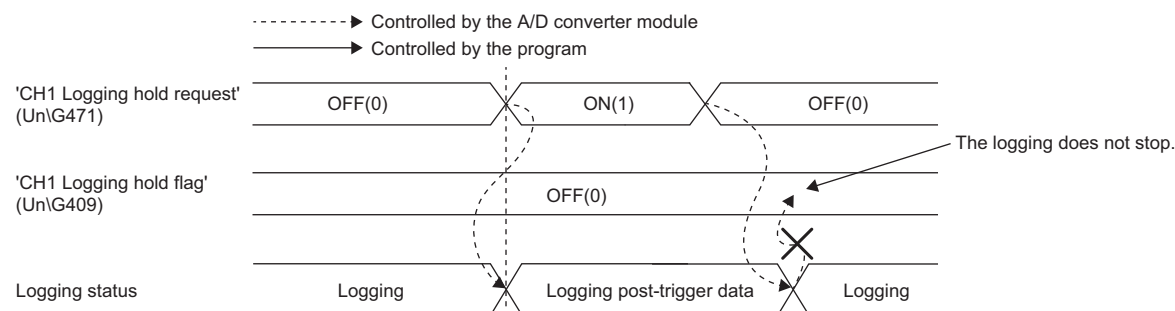 Controlled by the A/D converter module
Controlled by the program
'CH1 Logging hold request'
(Un\G471)
OFF(0)
ON(1)
OFF(0)
The logging does not stop.
'CH1 Logging hold flag'
(Un\G409)
OFF(0)
Logging status
Logging
Logging post-trigger data
Logging